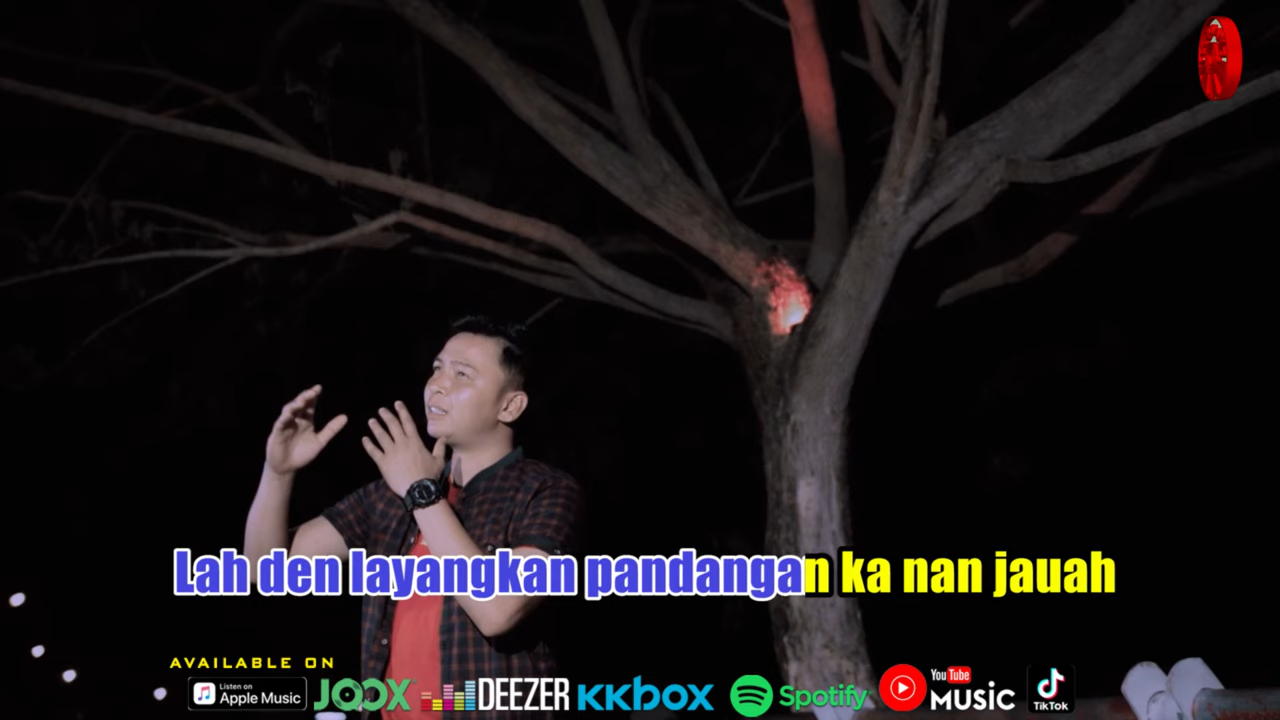 Lah den layangkan pandangan ka nan jauah
AVAILABLE ON
Listen on
Apple Music
JOOX
DEEZER
KKBOX
Spotify
YouTube
MUSIC
TikTok